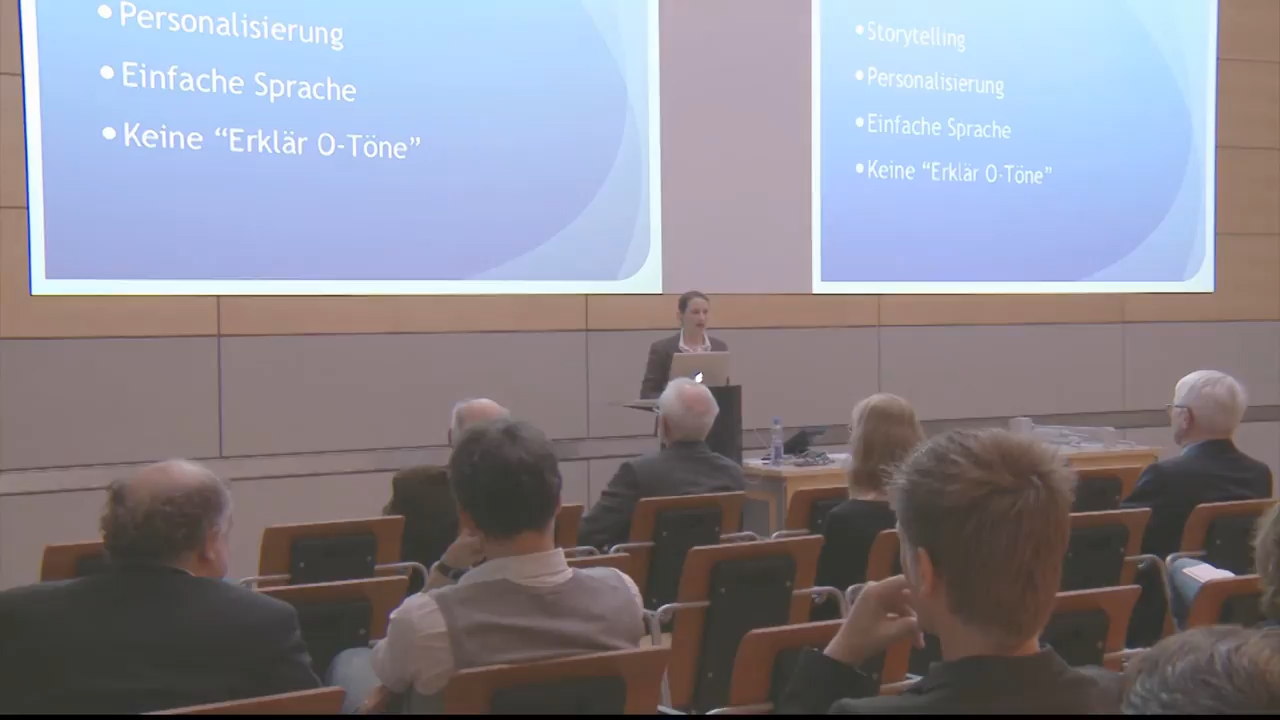 • Personalisierung
• Einfache Sprache
• Keine “Erklär O-Töne”
• Storytelling
• Personalisierung
• Einfache Sprache
• Keine “Erklär O-Töne”